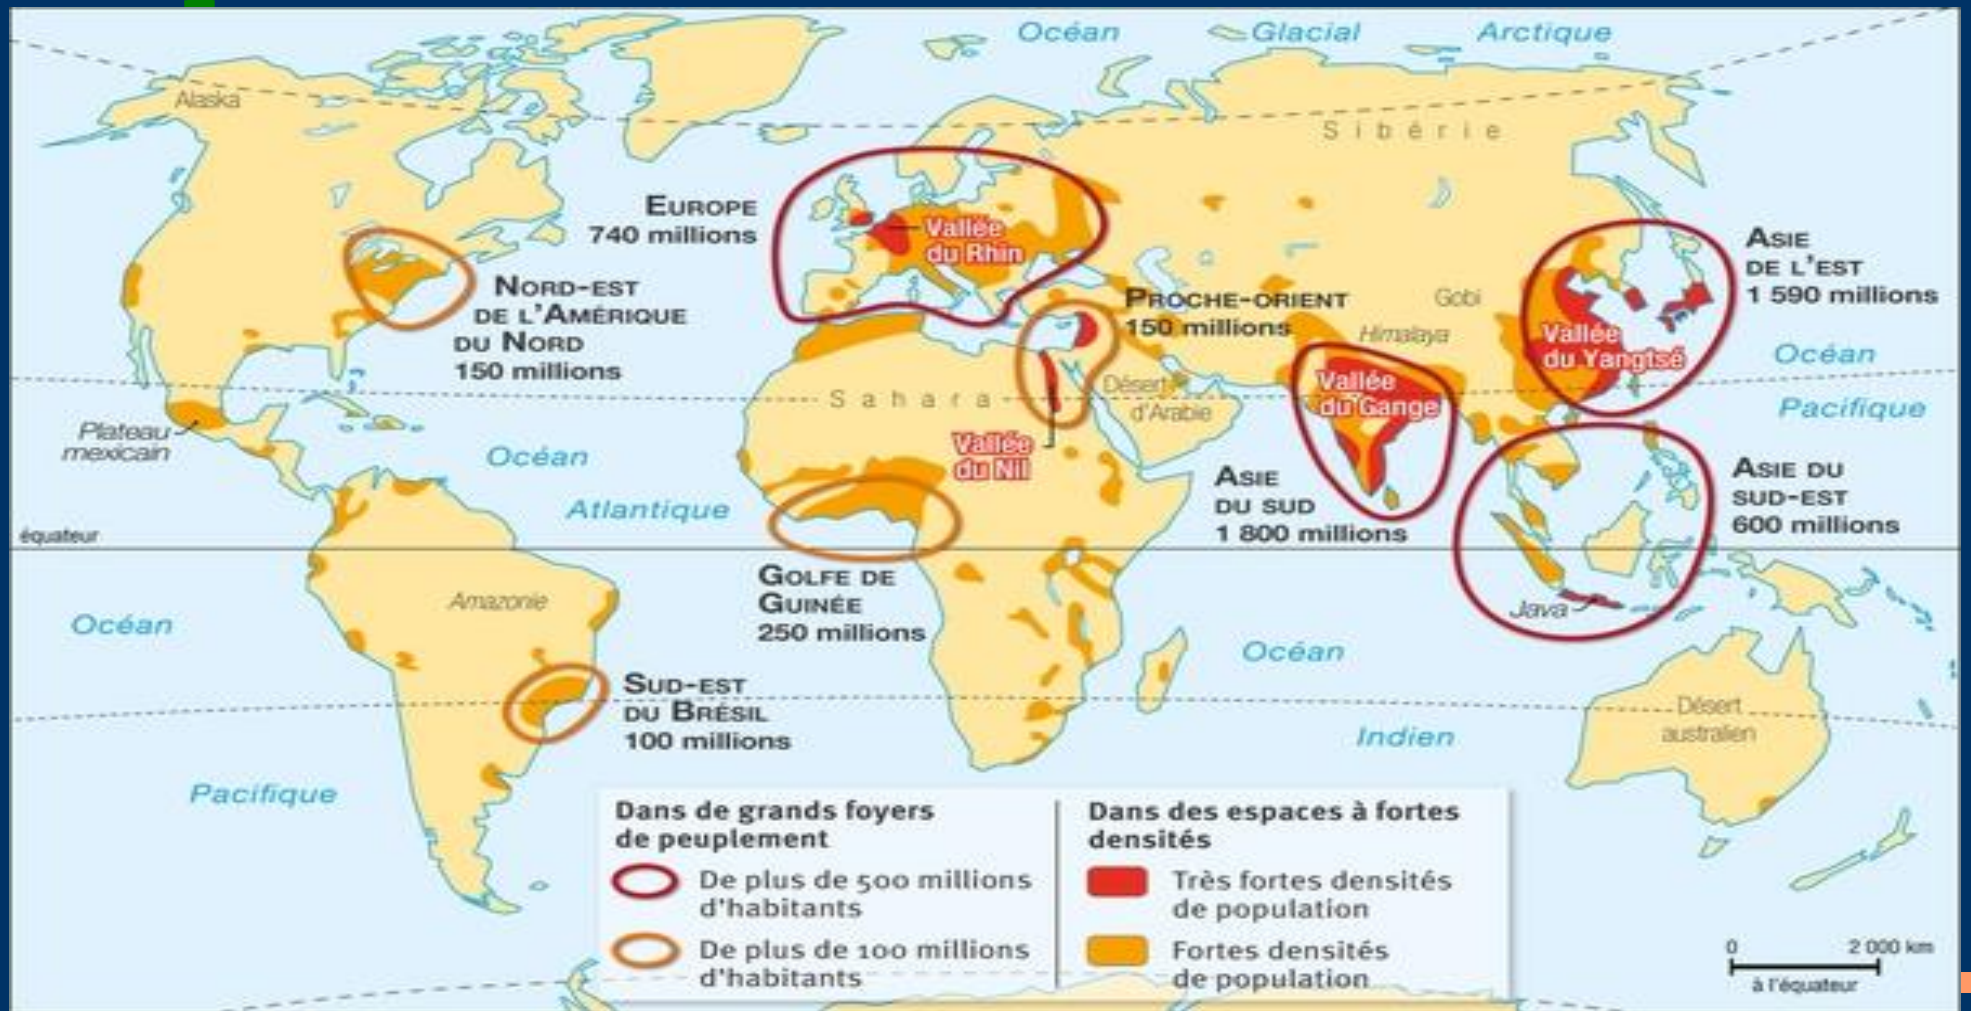 Océan
Glacial
Arctique
Alaska
Sibérie
EUROPE
740 millions
Vallée
du Rhin
ASIE
DE L'EST
1 590 millions
NORD-EST
DE L'AMÉRIQUE
DU NORD
150 millions
PROCHE-ORIENT
150 millions
Gobi
Himalaya
Vallée
du Yangtsé
Océan
Pacifique
Vallée
du Gange
Sahara
Désert
d'Arabie
Plateau
mexicain
Océan
Atlantique
Vallée
du Nil
ASIE
DU SUD
1 800 millions
ASIE DU
SUD-EST
600 millions
équateur
GOLFE DE
GUINÉE
250 millions
Amazonie
Java
Océan
Océan
Indien
SUD-EST
DU BRÉSIL
100 millions
Désert
australien
Pacifique
Dans de grands foyers
de peuplement
De plus de 500 millions
d'habitants
De plus de 100 millions
d'habitants
Dans des espaces à fortes
densités
Très fortes densités
de population
Fortes densités
de population
0 2 000 km
à l'équateur